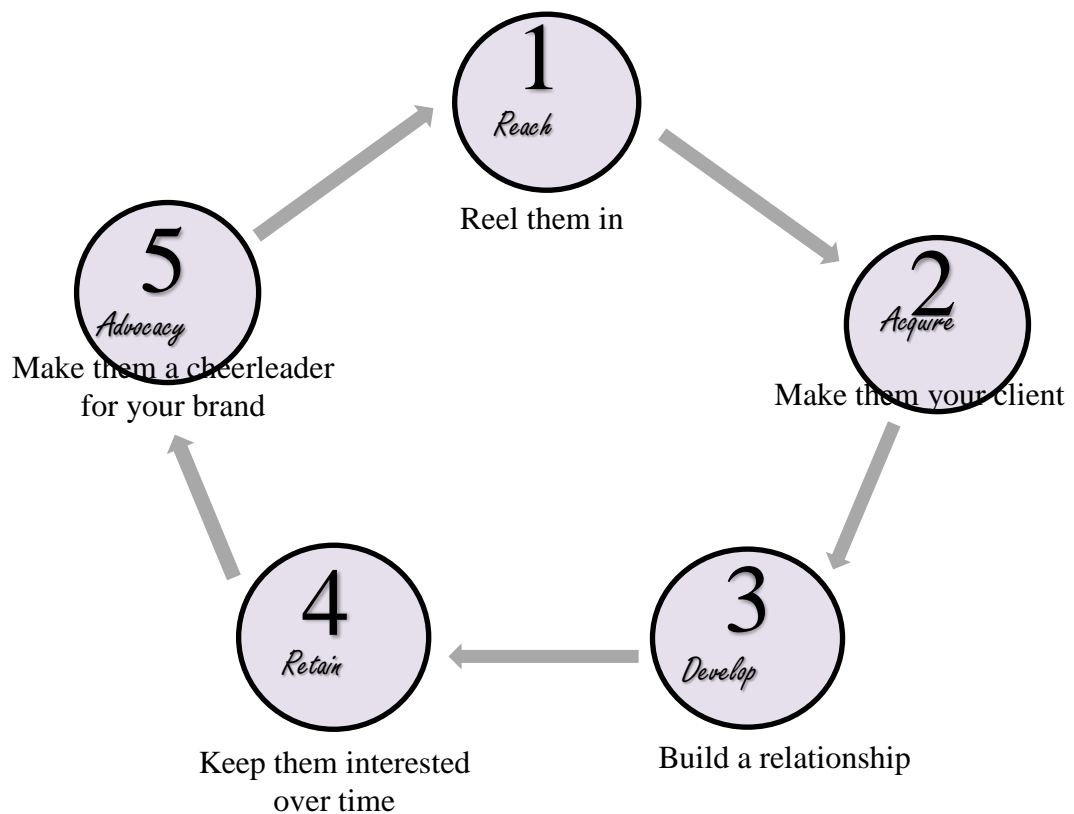 1
Reach
Reel them in
2
Acquire
Make them your client
3
Develop
Build a relationship
4
Retain
Keep them interested
over time
5
Advocacy
Make them a cheerleader
for your brand